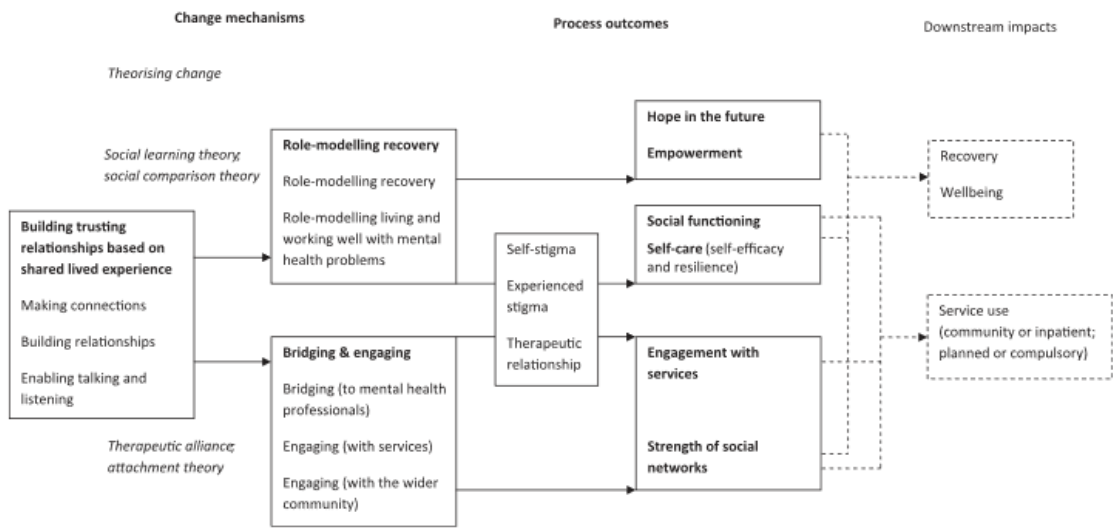 Change mechanisms
Process outcomes
Downstream impacts
Theorising change
Social learning theory;
social comparison theory
Building trusting
relationships based on
shared lived experience
Making connections
Building relationships
Enabling talking and
listening
Therapeutic alliance;
attachment theory
Role-modelling recovery
Role-modelling recovery
Role-modelling living and
working well with mental
health problems
Bridging & engaging
Bridging (to mental health
professionals)
Engaging (with services)
Engaging (with the wider
community)
Self-stigma
Experienced
stigma
Therapeutic
relationship
Hope in the future
Empowerment
Social functioning
Self-care (self-efficacy
and resilience)
Engagement with
services
Strength of social
networks
Recovery
Wellbeing
Service use
(community or inpatient;
planned or compulsory)